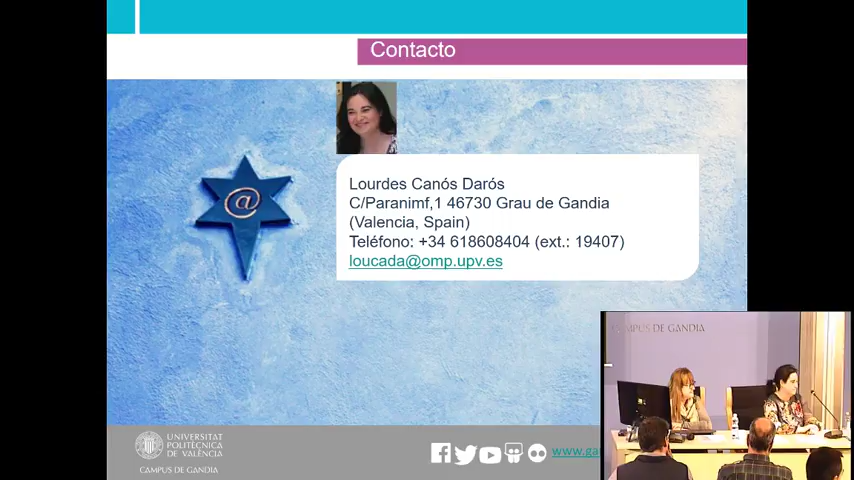 Contacto
@
Lourdes Canós Darós
C/Paranimf,1 46730 Grau de Gandia
(Valencia, Spain)
Teléfono: +34 618608404 (ext.: 19407)
loucada@omp.upv.es
CAMPUS DE GANDIA
UNIVERSITAT
POLITÈCNICA
DE VALÈNCIA
CAMPUS DE GANDIA